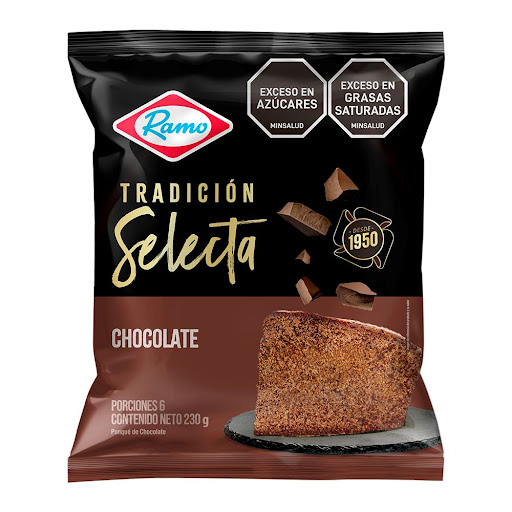 EXCESO EN
AZÚCARES
MINSALUD
EXCESO EN
GRASAS
SATURADAS
MINSALUD
Ramo
TRADICIÓN
Selecta
DESDE
1950
CHOCOLATE
PORCIONES 6
CONTENIDO NETO 230 g
Ponqué de Chocolate